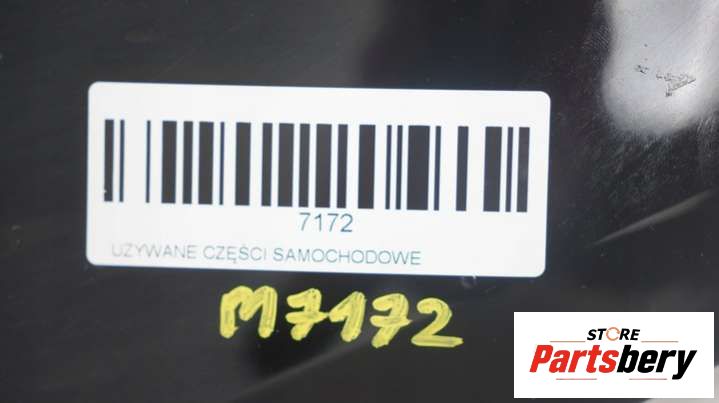 7172
UZYWANE CZĘŚCI SAMOCHODOWE
M7172
STORE
Partsbery